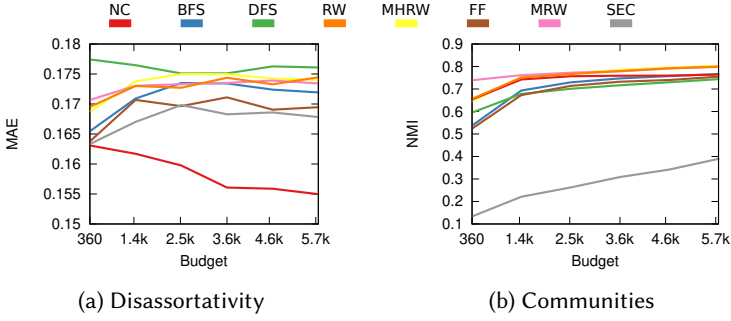 NC BFS DFS RW MHRW FF MRW SEC
0.18
0.175
0.17
0.165
0.16
0.155
0.15
MAE
360 1.4k 2.5k 3.6k 4.6k 5.7k
Budget
(a) Disassortativity
0.9
0.8
0.7
0.6
0.5
0.4
0.3
0.2
0.1
NMI
360 1.4k 2.5k 3.6k 4.6k 5.7k
Budget
(b) Communities